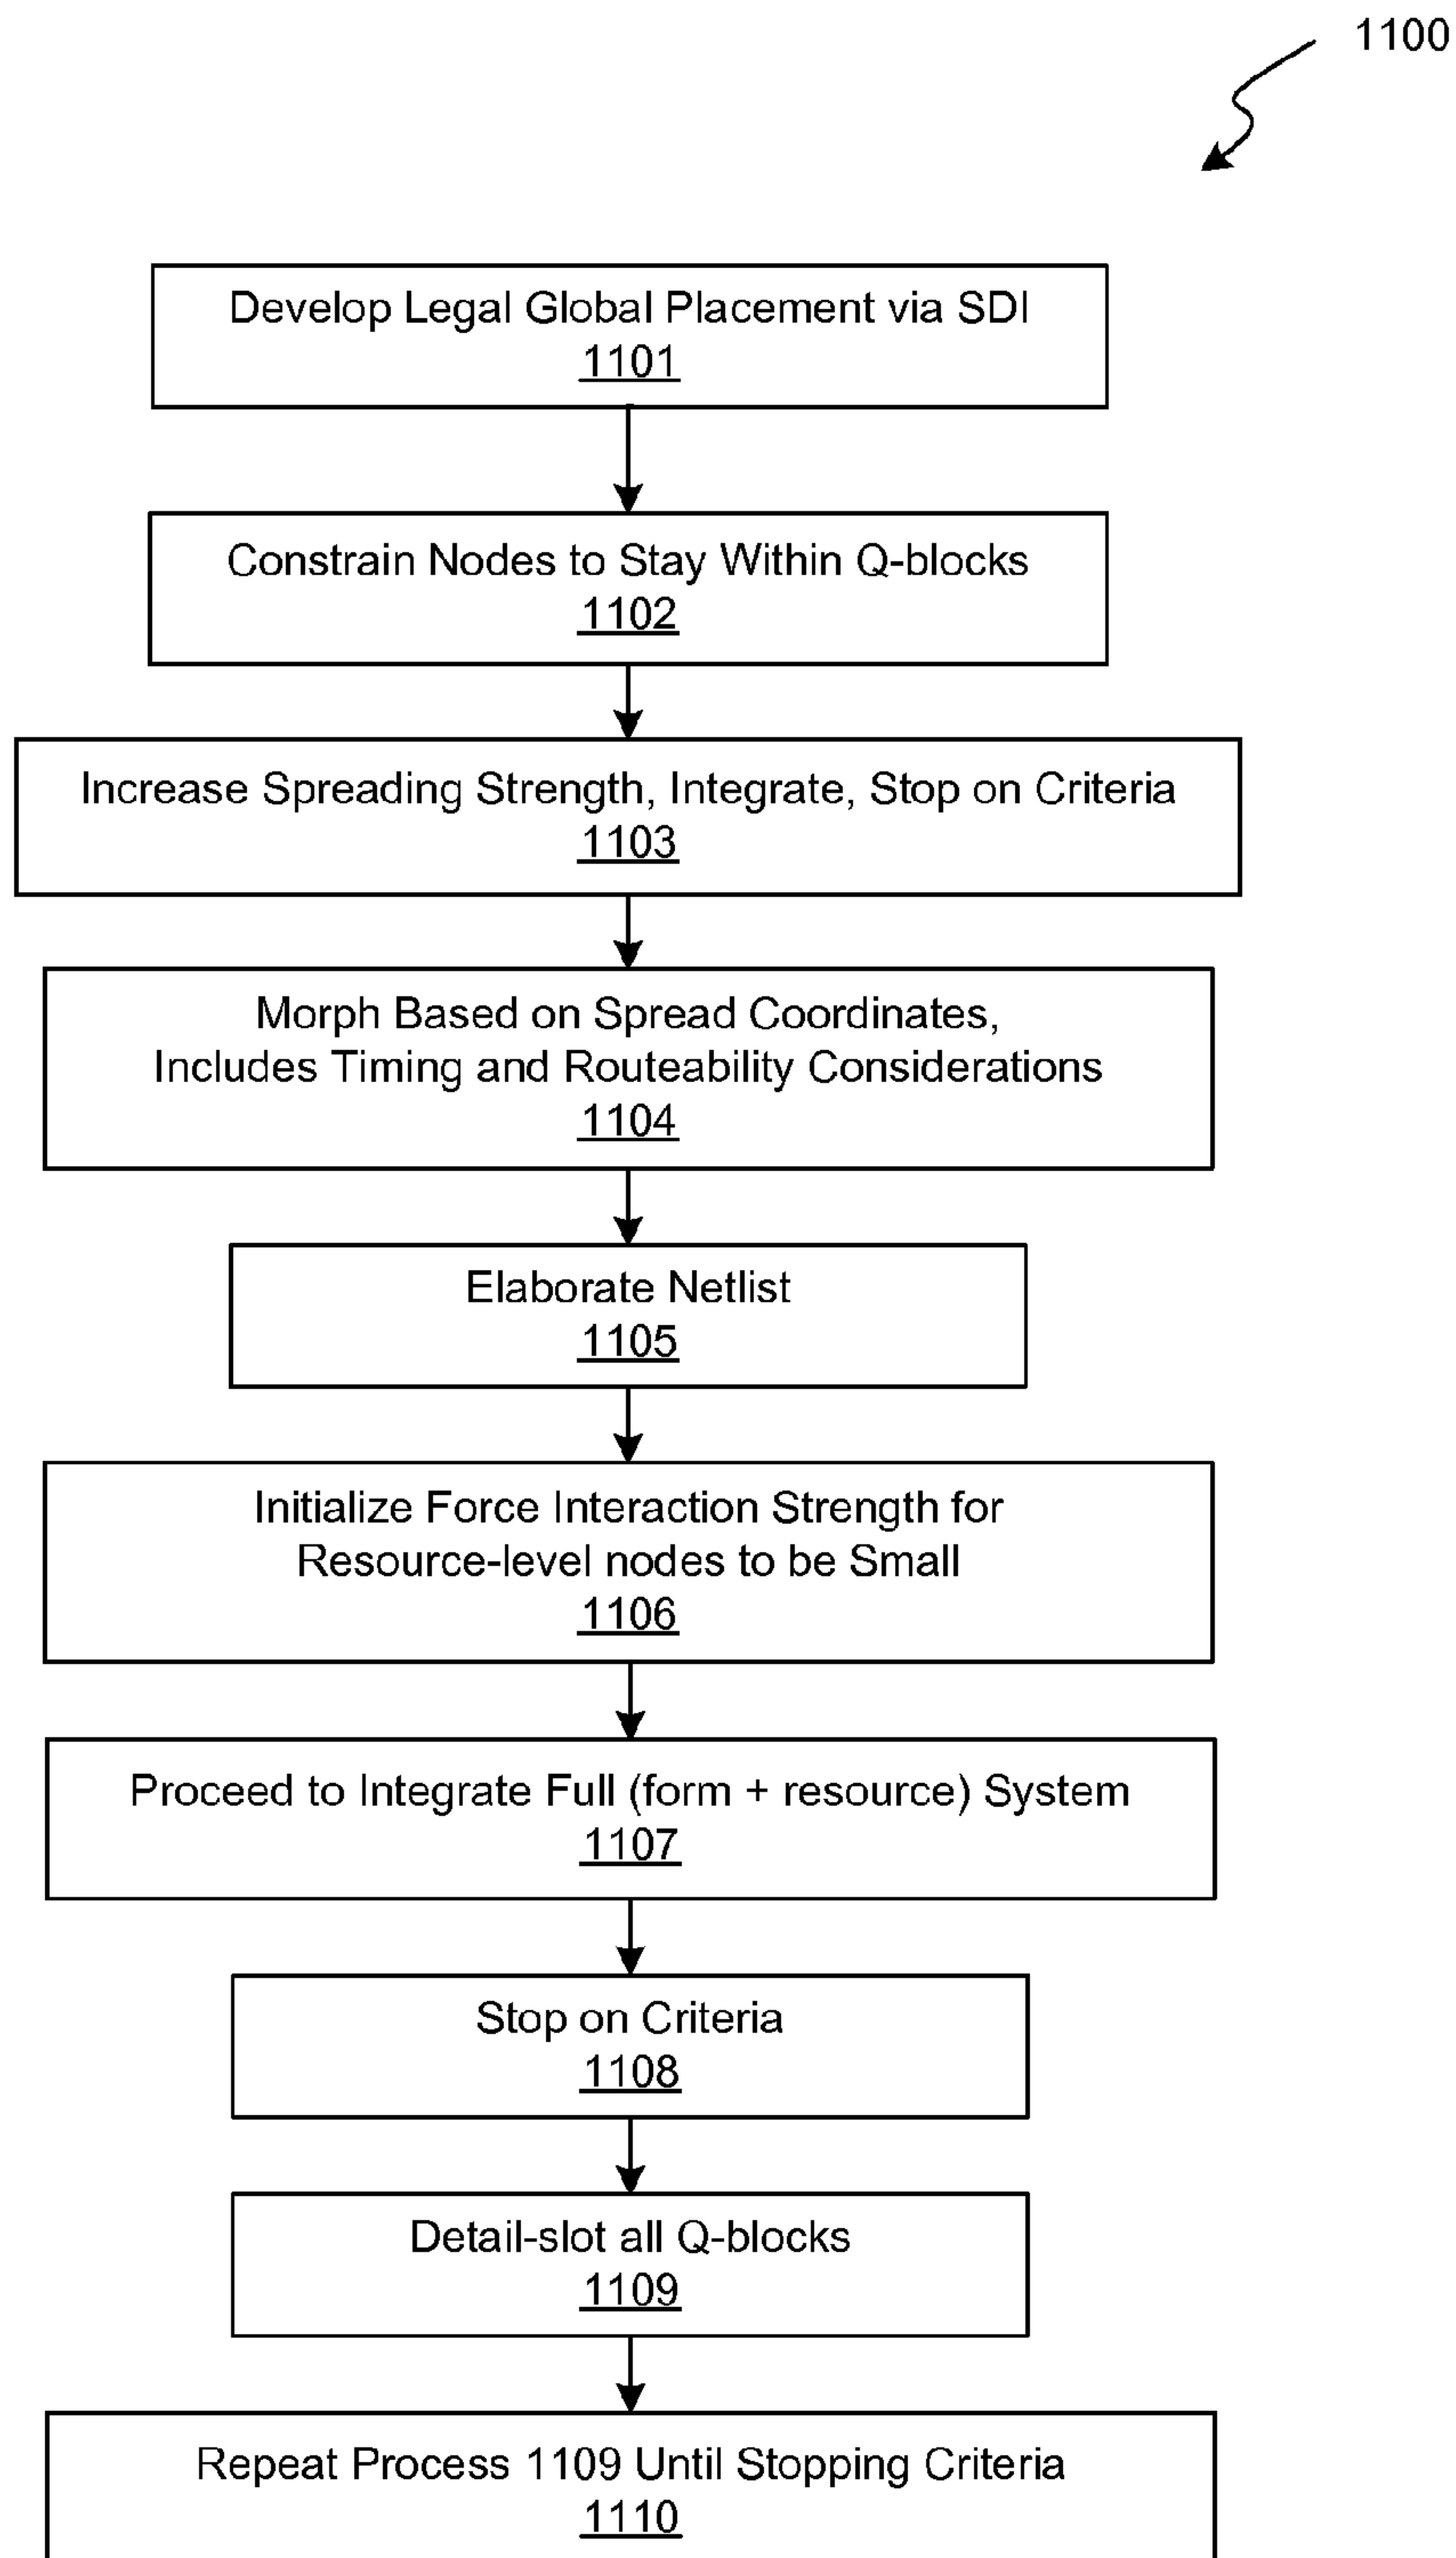 1100
Develop Legal Global Placement via SDI
1101
Constrain Nodes to Stay Within Q-blocks
1102
Increase Spreading Strength, Integrate, Stop on Criteria
1103
Morph Based on Spread Coordinates,
Includes Timing and Routeability Considerations
1104
Elaborate Netlist
1105
Initialize Force Interaction Strength for
Resource-level nodes to be Small
1106
Proceed to Integrate Full (form + resource) System
1107
Stop on Criteria
1108
Detail-slot all Q-blocks
1109
Repeat Process 1109 Until Stopping Criteria
1110